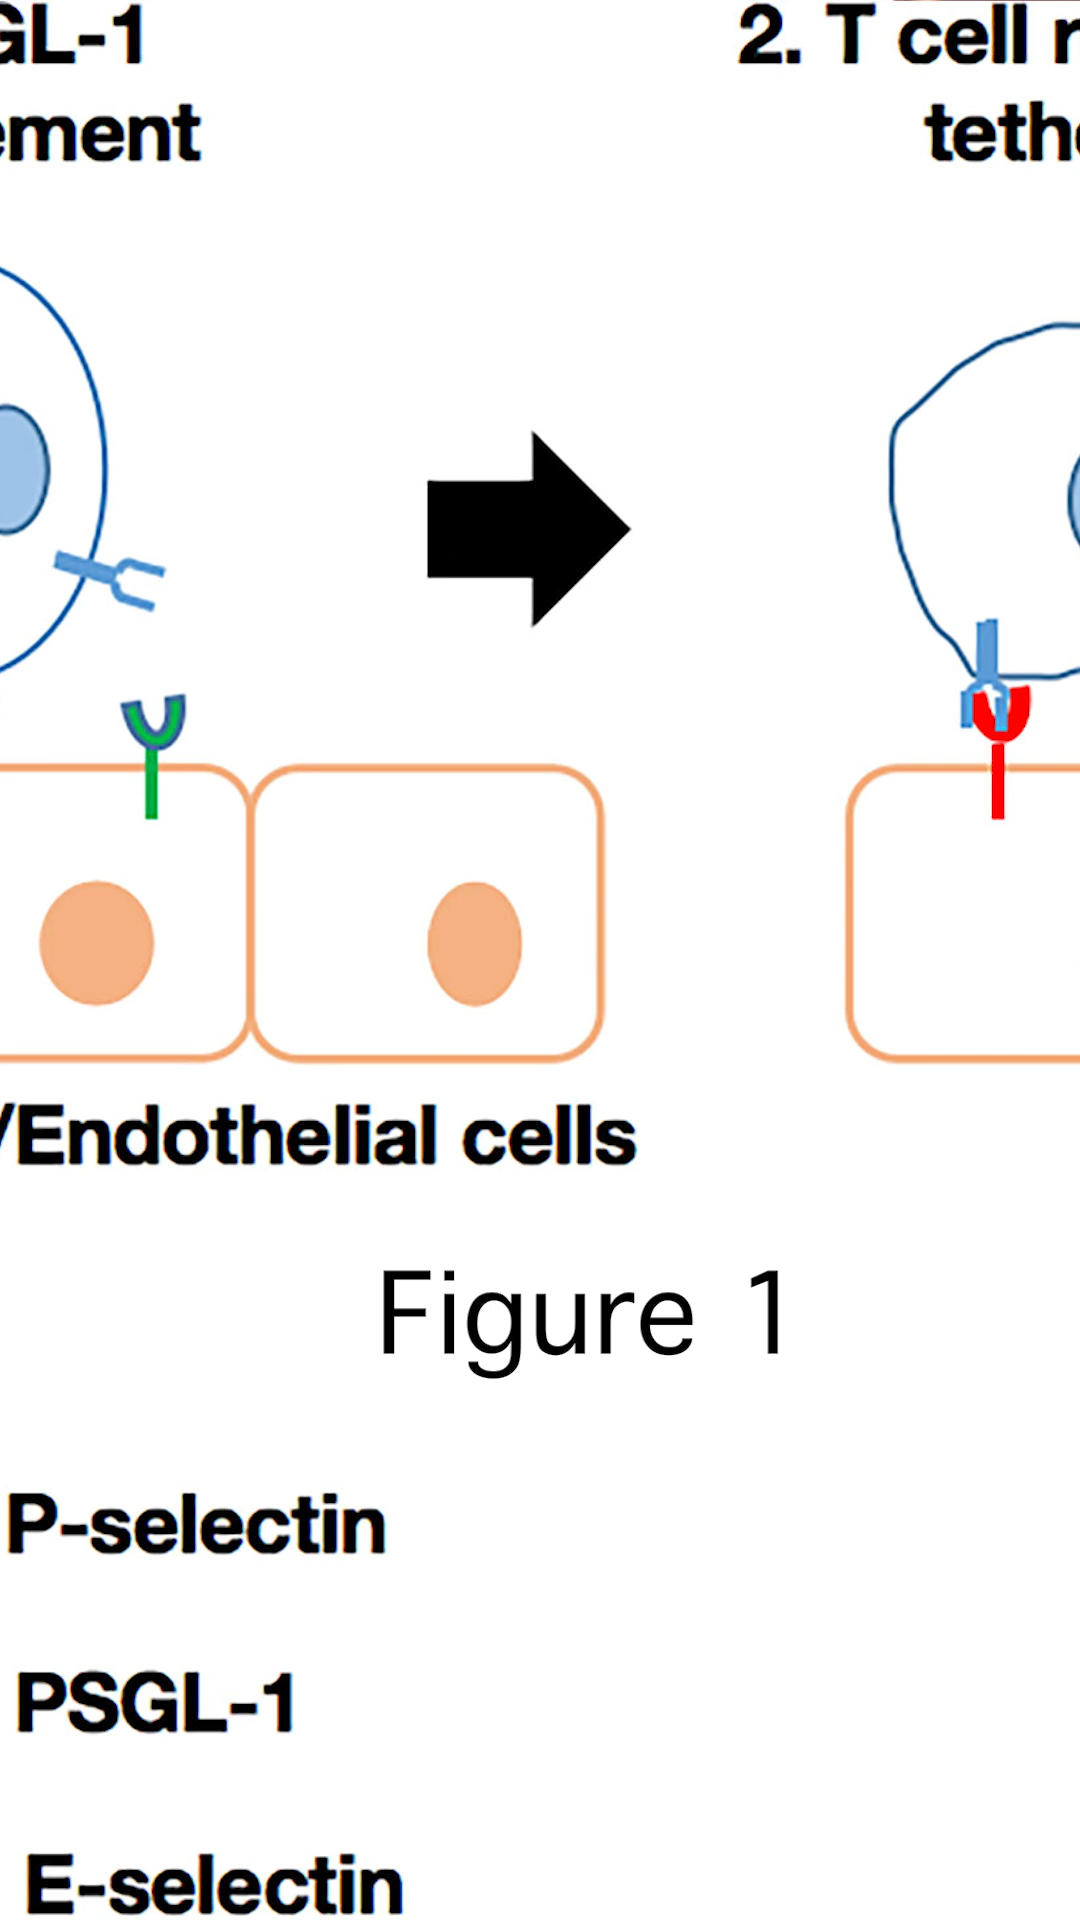 GL-1
ement
2. T cell r
teth
/Endothelial cells
Figure 1
P-selectin
PSGL-1
E-selectin